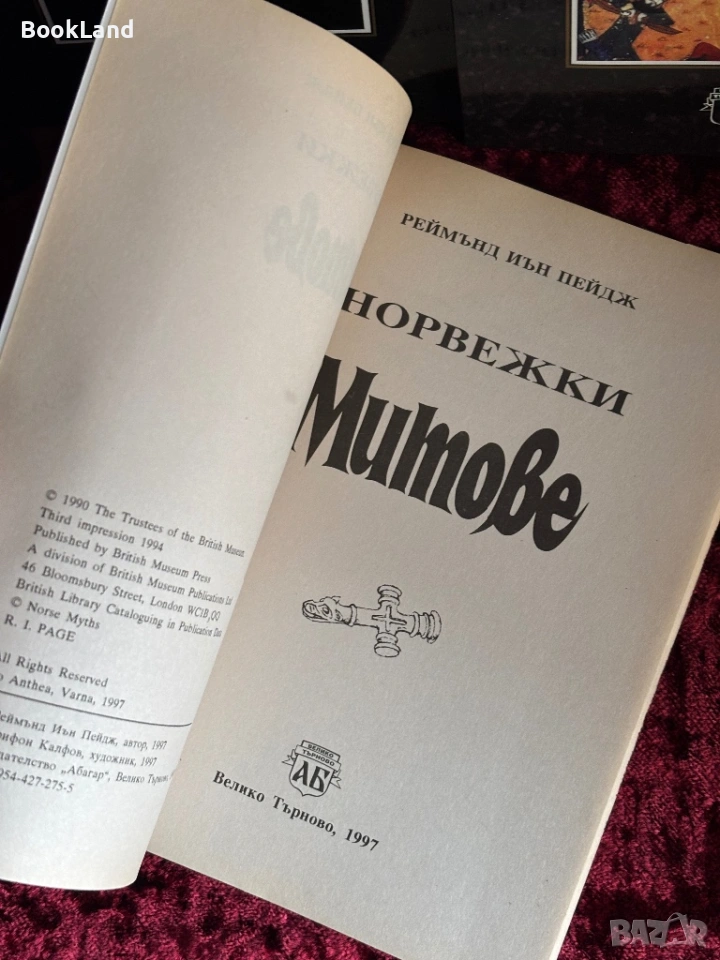 BookLand
© 1990 The Trustees of the British Museum
Third impression 1994
Published by British Museum Press
A division of British Museum Publications Ltd
46 Bloomsbury Street, London WC1B,OO
British Library Cataloguing in Publication Data
© Norse Myths
R. I. PAGE
All Rights Reserved
Anthea, Varna, 1997
Реймънд Иън Пейдж, автор, 1997
Калфов, художник, 1997
„Абагар", Велико Търново
954-427-275-5
РЕЙМЪНД ИЪН ПЕЙДЖ
НОРВЕЖКИ
Митове
ВЕЛИКО
ТЪРНОВО
АБ
Велико Търново, 1997
BAZAR